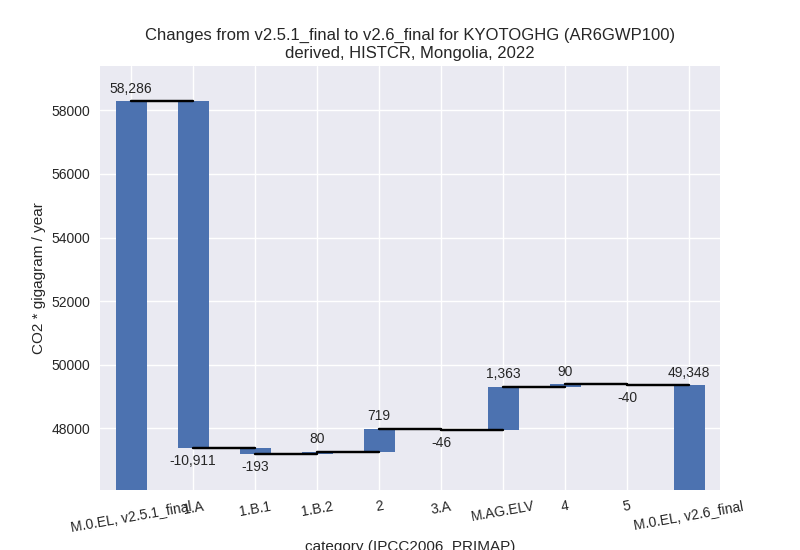 Changes from v2.5.1_final to v2.6_final for KYOTOGHG (AR6GWP100)
derived, HISTCR, Mongolia, 2022
CO2 * gigagram / year
58000
56000
54000
52000
50000
48000
58,286
-10,911
-193
80
719
-46
1,363
90
-40
49,348
M.0.EL, v2.5.1_final
1.A
1.B.1
1.B.2
2
3.A
M.AG.ELV
4
5
M.0.EL, v2.6_final
category (IPCC2006_PRIMAP)